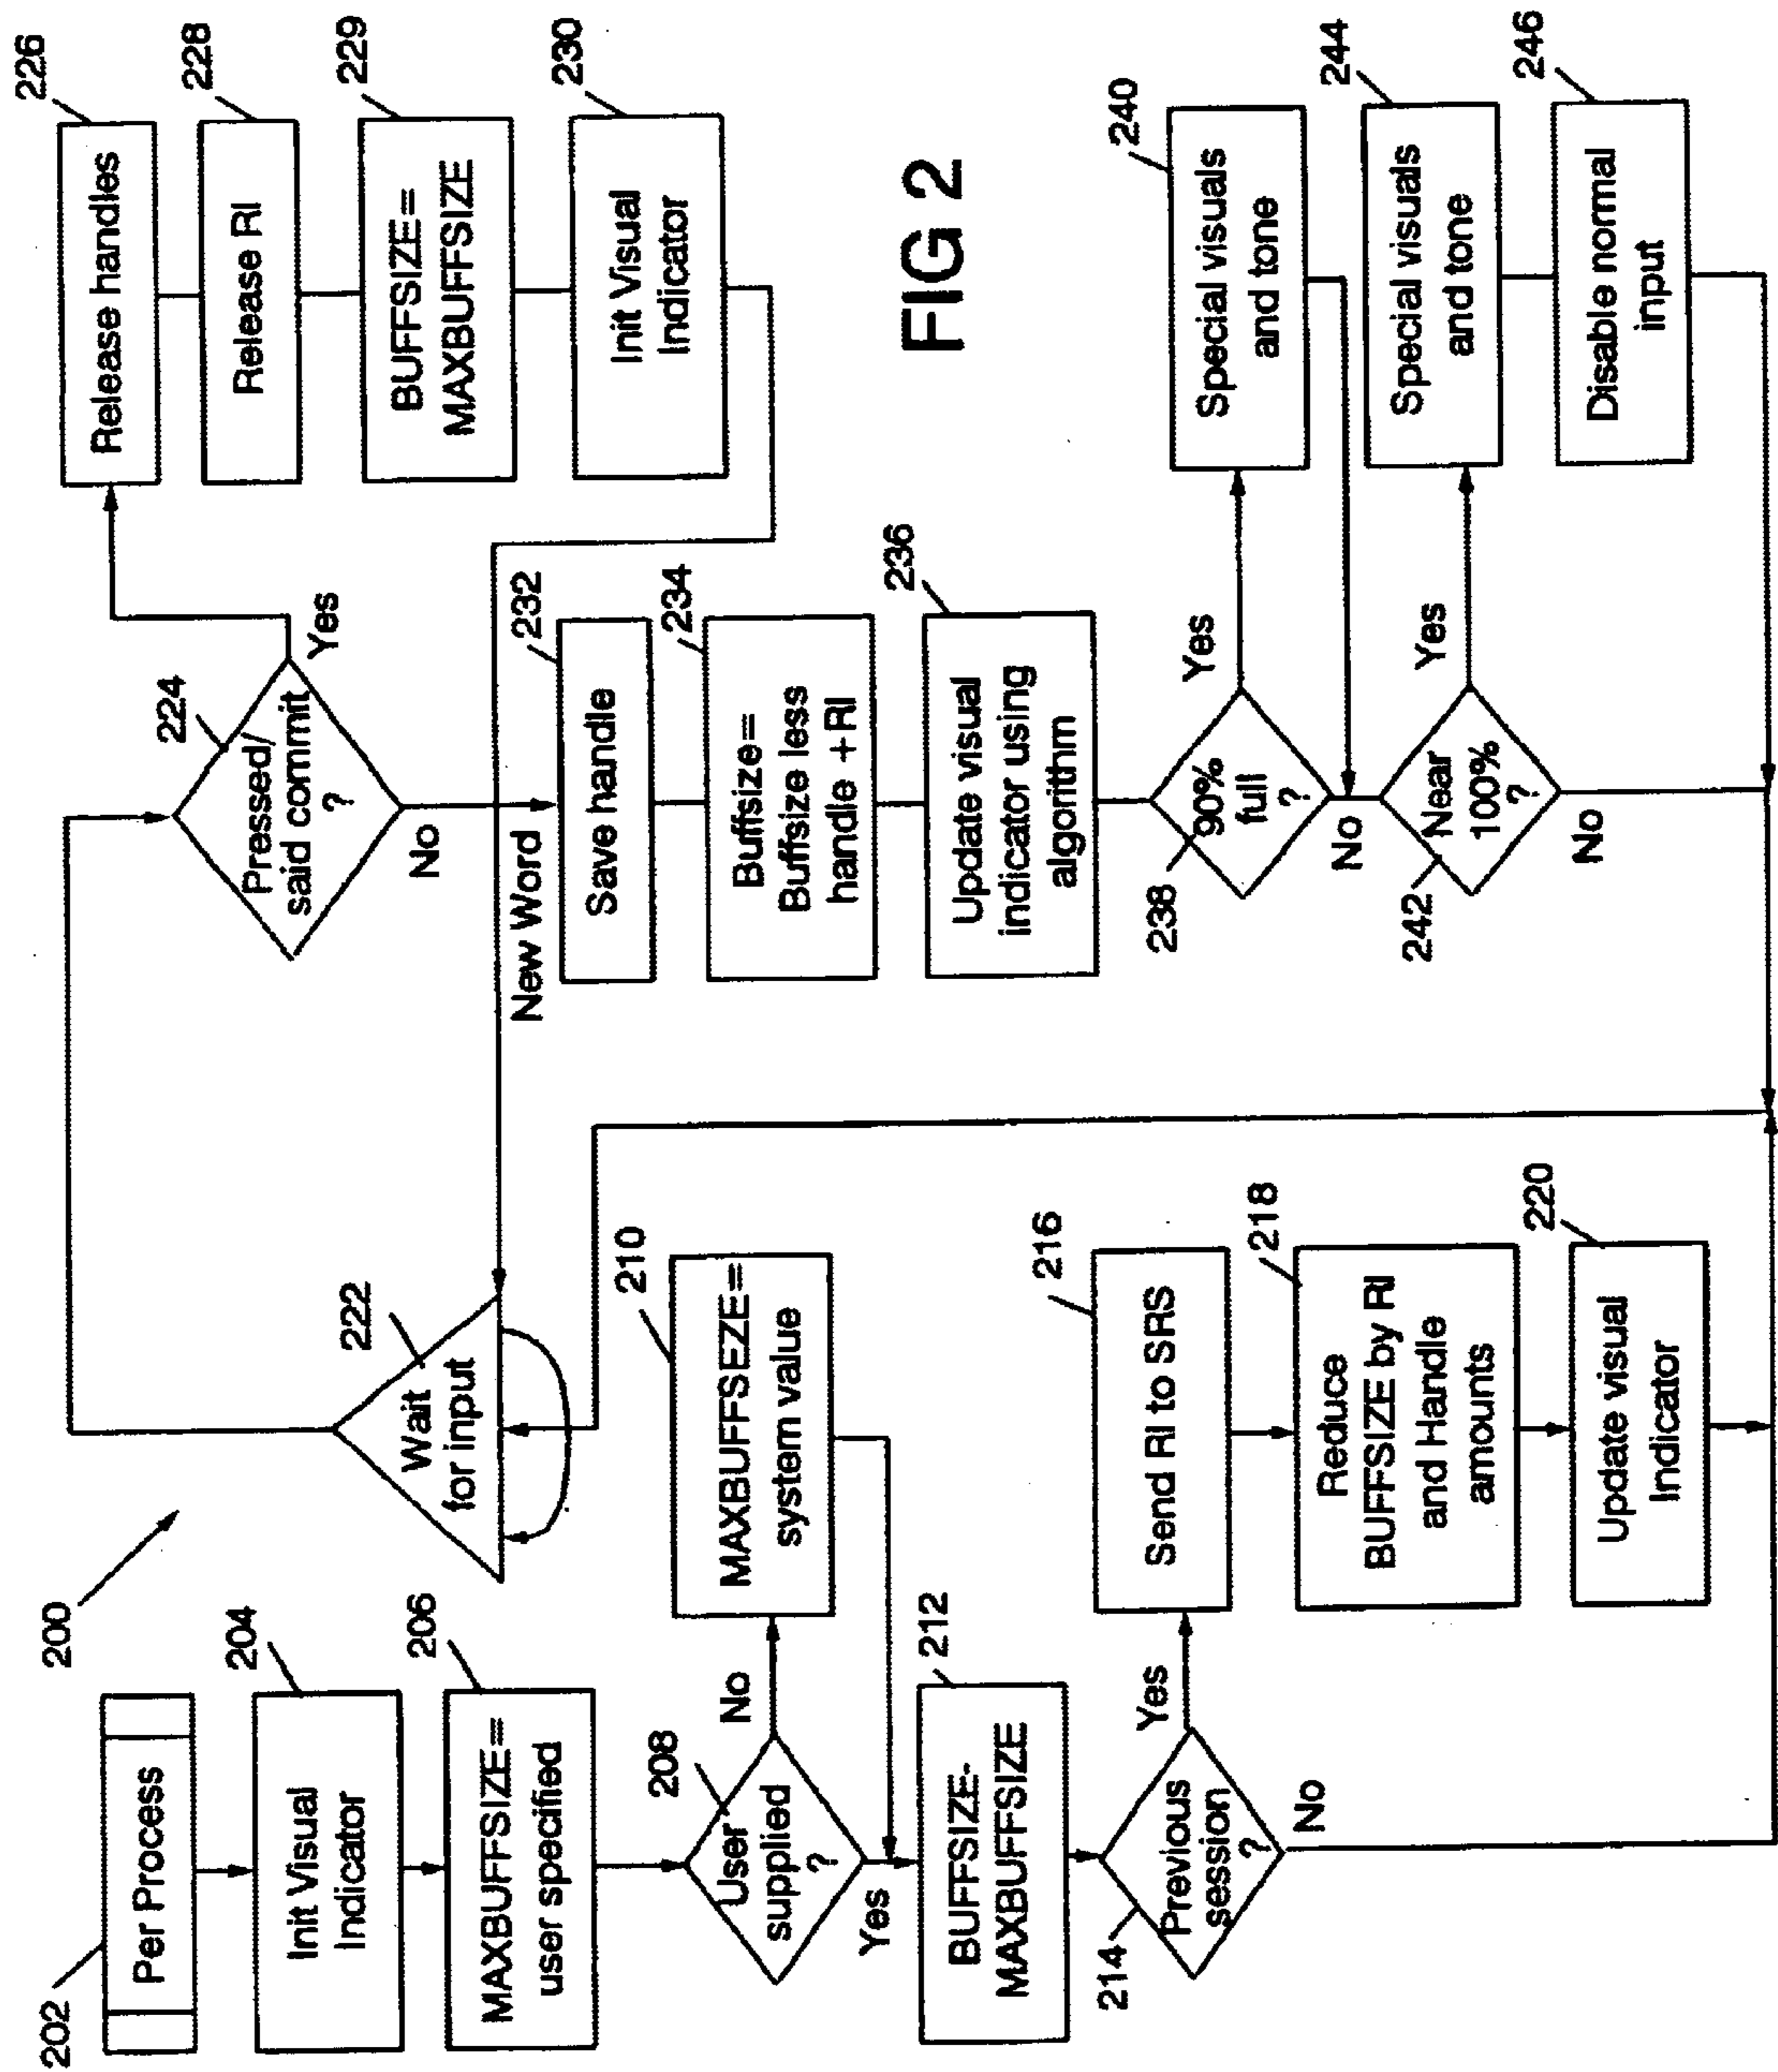 200
202
Per Process
204
Init Visual
Indicator
206
MAXBUFFSIZE=
user specified
208
User
supplied
?
No
Yes
210
MAXBUFFSEZE=
system value
212
BUFFSIZE-
MAXBUFFSIZE
214
Previous
session
?
Yes
No
216
Send RI to SRS
218
Reduce
BUFFSIZE by RI
and Handle
amounts
220
Update visual
Indicator
222
Wait
for input
224
Pressed/
said commit
?
Yes
No
226
Release handles
228
Release RI
229
BUFFSIZE=
MAXBUFFSIZE
230
Init Visual
Indicator
New Word
232
Save handle
234
Buffsize=
Buffsize less
handle +RI
236
Update visual
indicator using
algorithm
238
90%
full
?
Yes
No
240
Special visuals
and tone
242
Near
100%
?
Yes
No
244
Special visuals
and tone
246
Disable normal
input
FIG 2